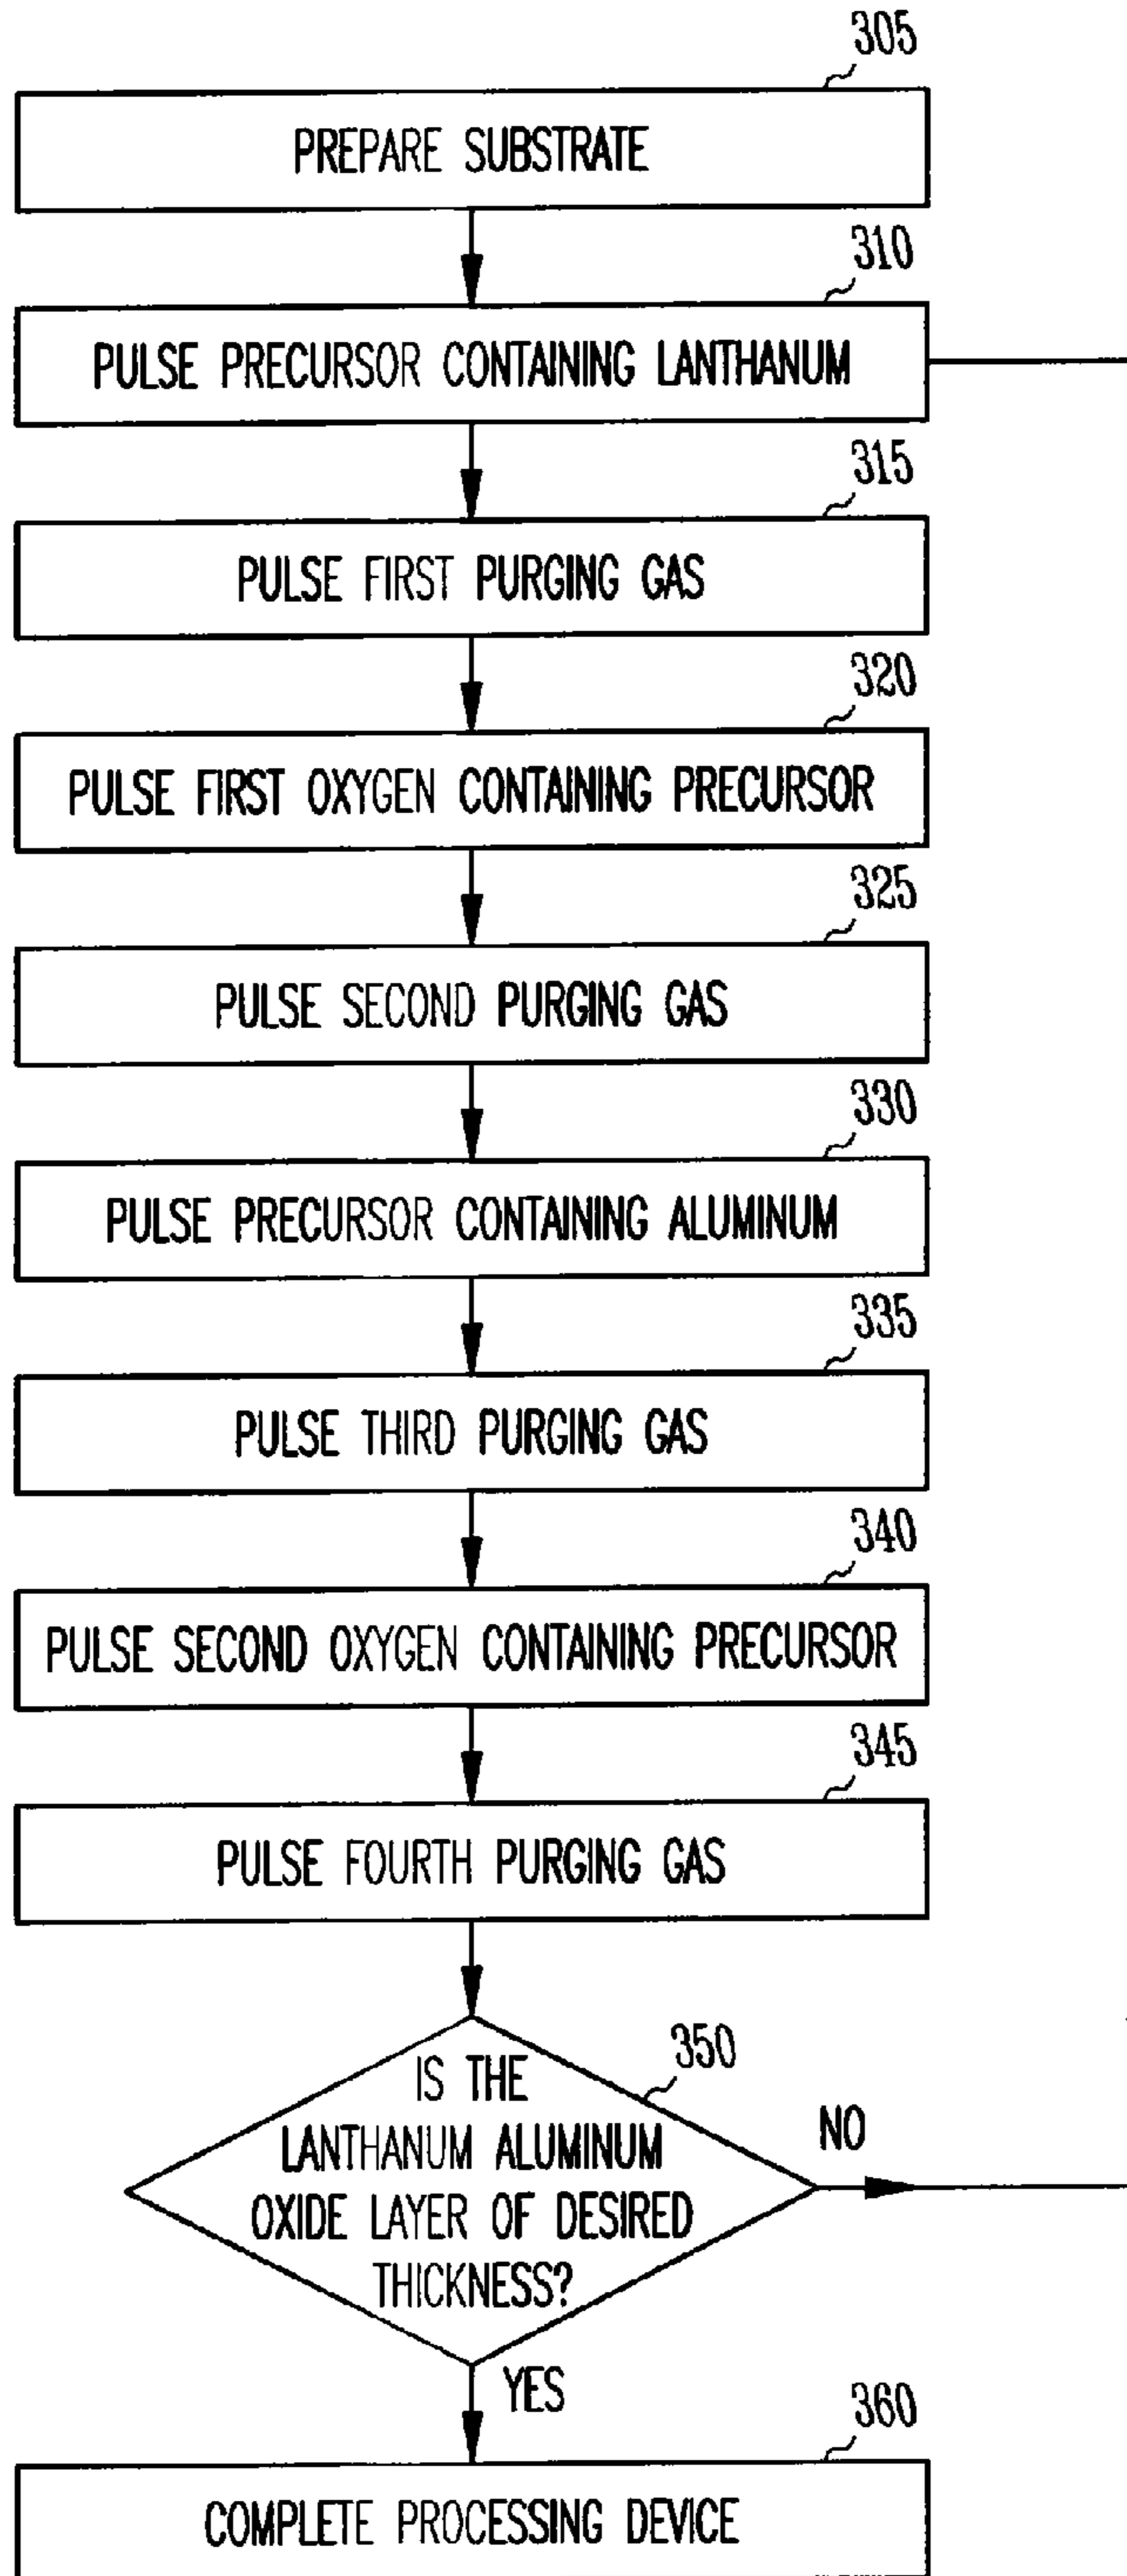 305
PREPARE SUBSTRATE
310
PULSE PRECURSOR CONTAINING LANTHANUM
315
PULSE FIRST PURGING GAS
320
PULSE FIRST OXYGEN CONTAINING PRECURSOR
325
PULSE SECOND PURGING GAS
330
PULSE PRECURSOR CONTAINING ALUMINUM
335
PULSE THIRD PURGING GAS
340
PULSE SECOND OXYGEN CONTAINING PRECURSOR
345
PULSE FOURTH PURGING GAS
350
IS THE
LANTHANUM ALUMINUM
OXIDE LAYER OF DESIRED
THICKNESS?
NO
YES
360
COMPLETE PROCESSING DEVICE